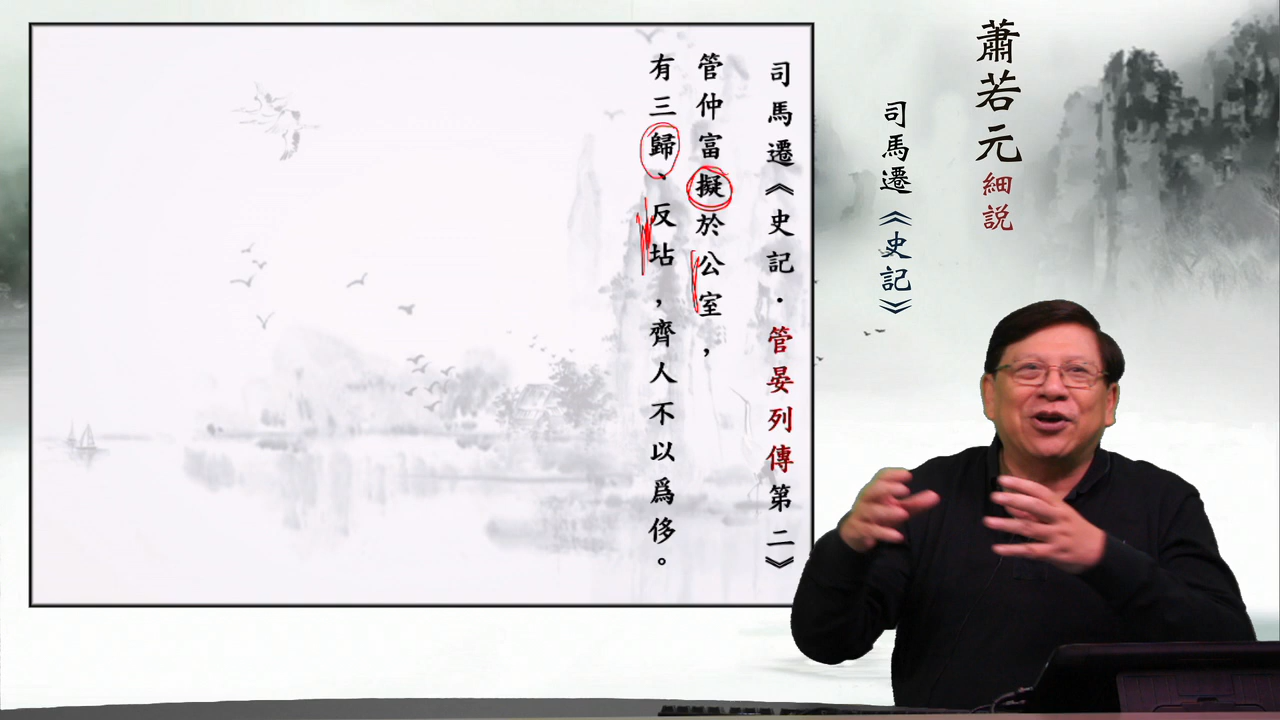 蕭若元細説
司馬遷《史記》
司馬遷《史記·管晏列傳第二》
管仲富擬於公室，
有三歸、反坫，齊人不以爲侈。